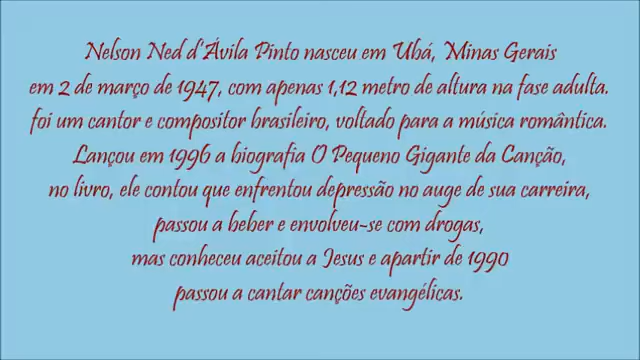 Nelson Ned d'Ávila Pinto nasceu em Ubá, Minas Gerais
em 2 de março de 1947, com apenas 1,12 metro de altura na fase adulta.
foi um cantor e compositor brasileiro, voltado para a música romântica.
Lançou em 1996 a biografia O Pequeno Gigante da Canção,
no livro, ele contou que enfrentou depressão no auge de sua carreira,
passou a beber e envolveu-se com drogas,
mas conheceu aceitou a Jesus e apartir de 1990
passou a cantar canções evangélicas.